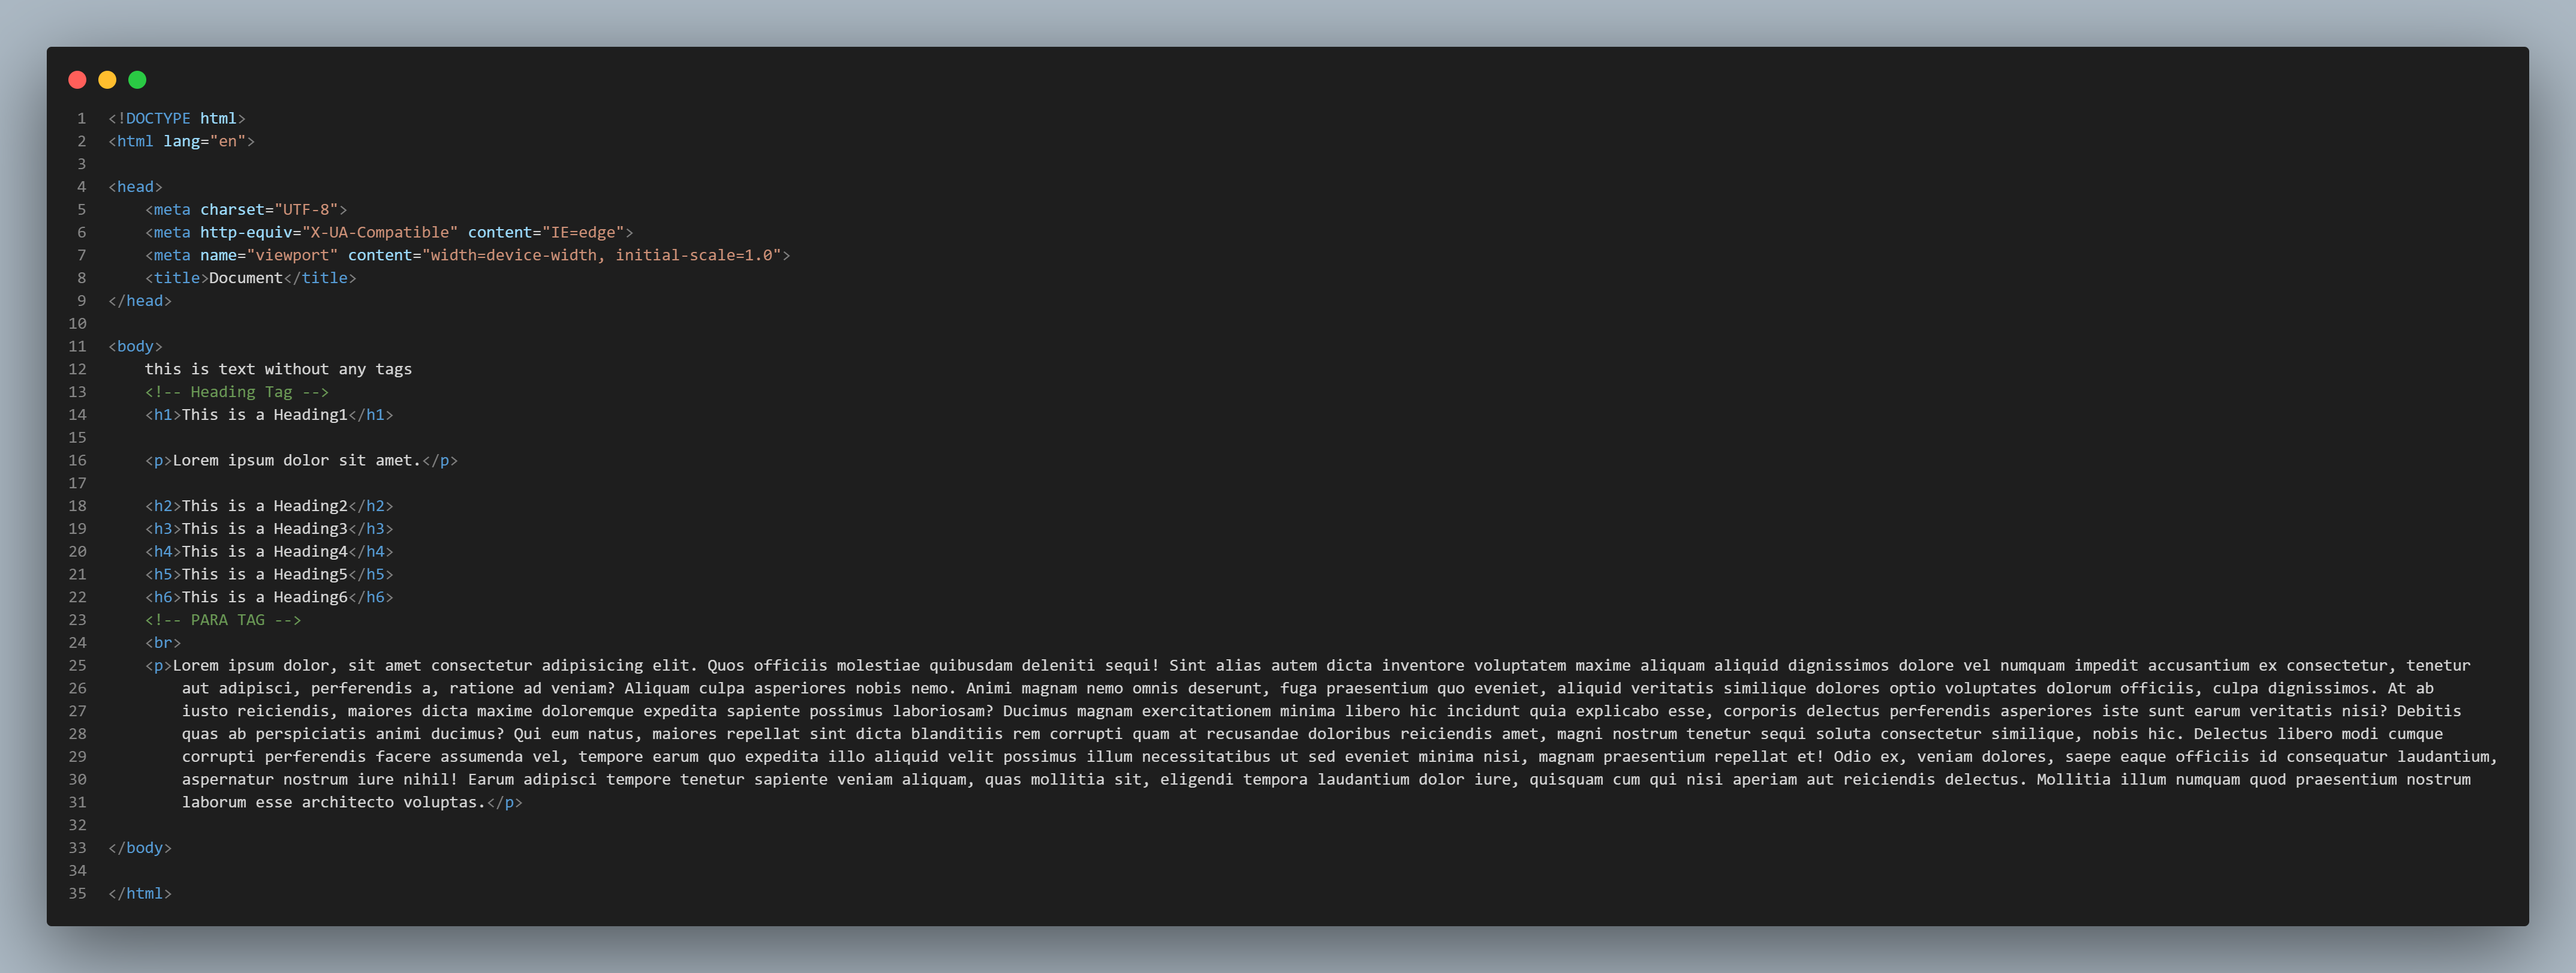 1 <!DOCTYPE html>
2 <html lang="en">
3
4 <head>
5     <meta charset="UTF-8">
6     <meta http-equiv="X-UA-Compatible" content="IE=edge">
7     <meta name="viewport" content="width=device-width, initial-scale=1.0">
8     <title>Document</title>
9 </head>
10
11 <body>
12     this is text without any tags
13     <!-- Heading Tag -->
14     <h1>This is a Heading1</h1>
15
16     <p>Lorem ipsum dolor sit amet.</p>
17
18     <h2>This is a Heading2</h2>
19     <h3>This is a Heading3</h3>
20     <h4>This is a Heading4</h4>
21     <h5>This is a Heading5</h5>
22     <h6>This is a Heading6</h6>
23     <!-- PARA TAG -->
24     <br>
25     <p>Lorem ipsum dolor, sit amet consectetur adipisicing elit. Quos officiis molestiae quibusdam deleniti sequi! Sint alias autem dicta inventore voluptatem maxime aliquam aliquid dignissimos dolore vel numquam impedit accusantium ex consectetur, tenetur
26         aut adipisci, perferendis a, ratione ad veniam? Aliquam culpa asperiores nobis nemo. Animi magnam nemo omnis deserunt, fuga praesentium quo eveniet, aliquid veritatis similique dolores optio voluptates dolorum officiis, culpa dignissimos. At ab
27         iusto reiciendis, maiores dicta maxime doloremque expedita sapiente possimus laboriosam? Ducimus magnam exercitationem minima libero hic incidunt quia explicabo esse, corporis delectus perferendis asperiores iste sunt earum veritatis nisi? Debitis
28         quas ab perspiciatis animi ducimus? Qui eum natus, maiores repellat sint dicta blanditiis rem corrupti quam at recusandae doloribus reiciendis amet, magni nostrum tenetur sequi soluta consectetur similique, nobis hic. Delectus libero modi cumque
29         corrupti perferendis facere assumenda vel, tempore earum quo expedita illo aliquid velit possimus illum necessitatibus ut sed eveniet minima nisi, magnam praesentium repellat et! Odio ex, veniam dolores, saepe eaque officiis id consequatur laudantium,
30         aspernatur nostrum iure nihil! Earum adipisci tempore tenetur sapiente veniam aliquam, quas mollitia sit, eligendi tempora laudantium dolor iure, quisquam cum qui nisi aperiam aut reiciendis delectus. Mollitia illum numquam quod praesentium nostrum
31         laborum esse architecto voluptas.</p>
32
33 </body>
34
35 </html>